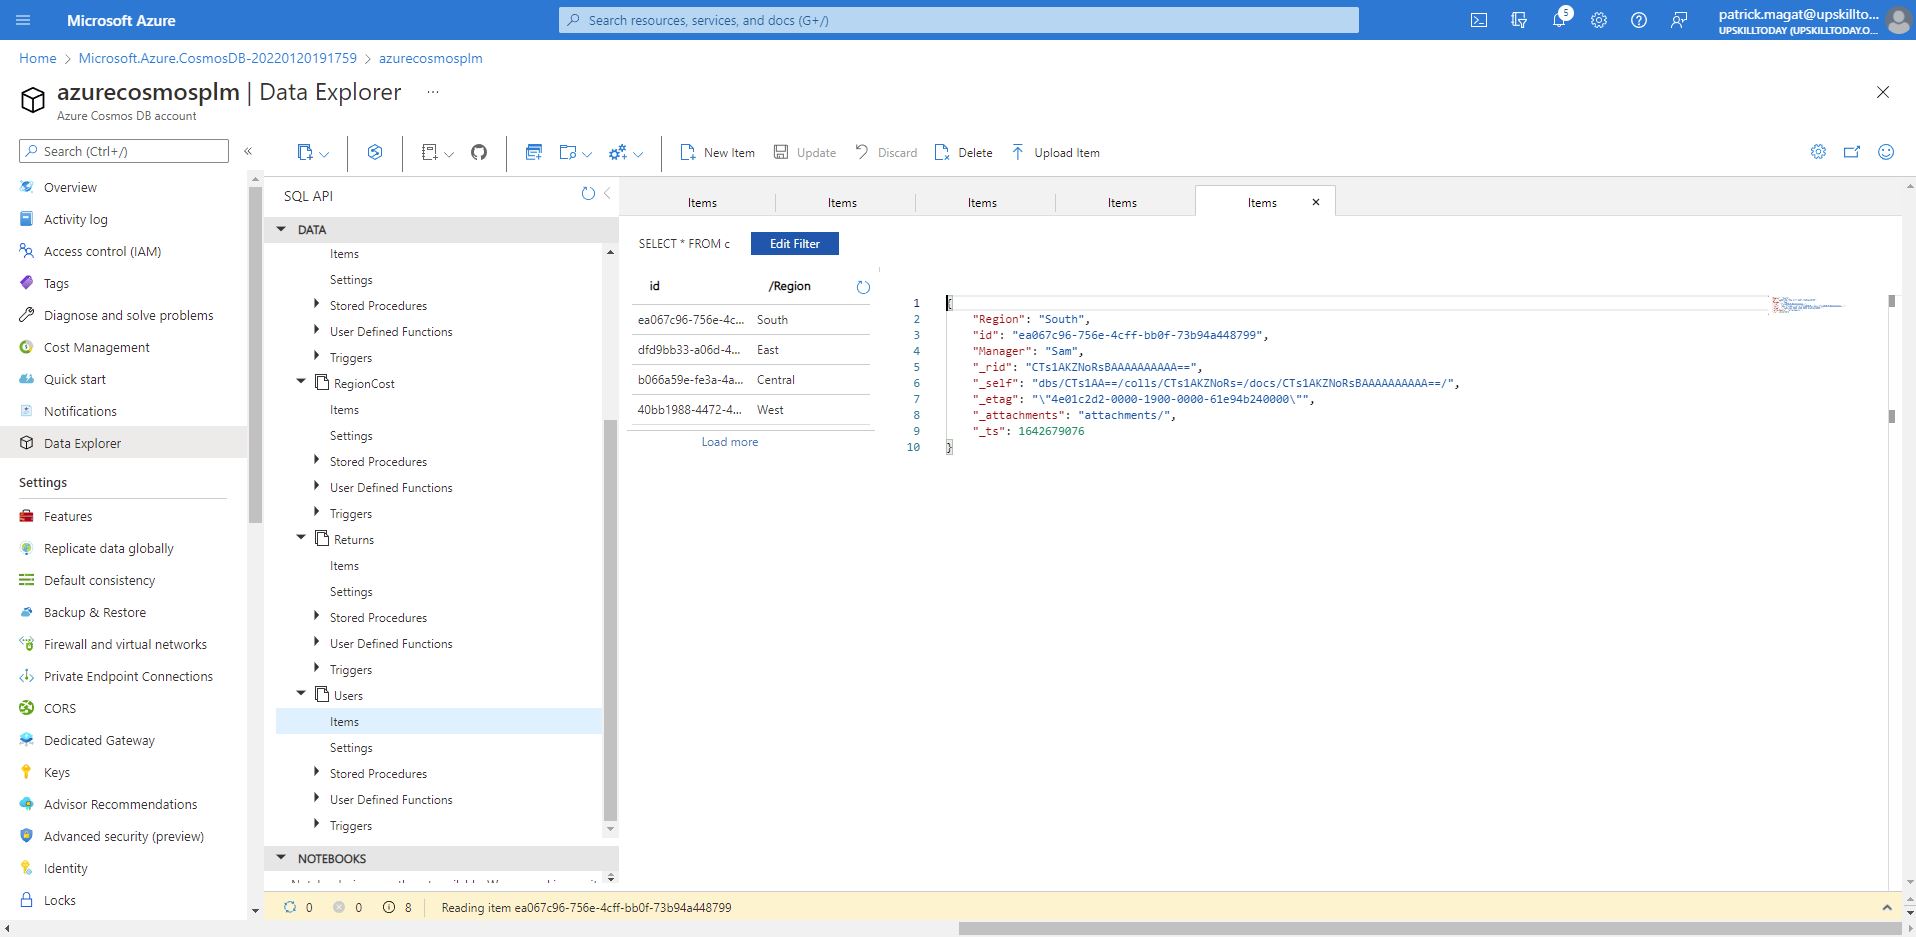 Microsoft Azure
Search resources, services, and docs (G+/)
5
patrick.magat@upskillto...
UPSKILLTODAY (UPSKILLTODAY.O...
Home > Microsoft.Azure.CosmosDB-20220120191759 > azurecosmosplm
azurecosmosplm | Data Explorer ...
Azure Cosmos DB account
Search (Ctrl+/)
«
Overview
Activity log
Access control (IAM)
Tags
Diagnose and solve problems
Cost Management
Quick start
Notifications
Data Explorer
Settings
Features
Replicate data globally
Default consistency
Backup & Restore
Firewall and virtual networks
Private Endpoint Connections
CORS
Dedicated Gateway
Keys
Advisor Recommendations
Advanced security (preview)
Identity
Locks
New Item
Update
Discard
Delete
Upload Item
SQL API
DATA
Items
Settings
Stored Procedures
User Defined Functions
Triggers
RegionCost
Items
Settings
Stored Procedures
User Defined Functions
Triggers
Returns
Items
Settings
Stored Procedures
User Defined Functions
Triggers
Users
Items
Settings
Stored Procedures
User Defined Functions
Triggers
NOTEBOOKS
Items
Items
Items
Items
Items
SELECT * FROM c
Edit Filter
id /Region
ea067c96-756e-4c... South
dfd9bb33-a06d-4... East
b066a59e-fe3a-4a... Central
40bb1988-4472-4... West
Load more
1 {
2 "Region": "South",
3 "id": "ea067c96-756e-4cff-bb0f-73b94a448799",
4 "Manager": "Sam",
5 "_rid": "CTs1AKZNoRsBAAAAAAAAAA==",
6 "_self": "dbs/CTs1AA==/colls/CTs1AKZNoRs=/docs/CTs1AKZNoRsBAAAAAAAAAA==/",
7 "_etag": "\"4e01c2d2-0000-1900-0000-61e94b240000\"",
8 "_attachments": "attachments/",
9 "_ts": 1642679076
10 }
0 0 8 Reading item ea067c96-756e-4cff-bb0f-73b94a448799